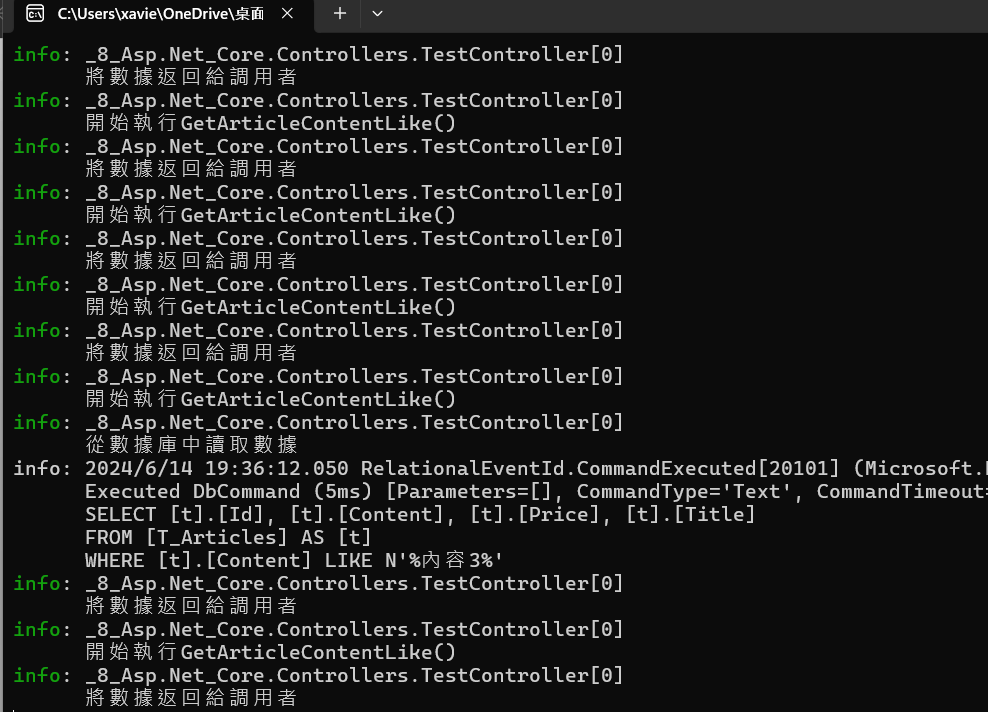 C:\Users\xavie\OneDrive\桌面
info: _8_Asp.Net_Core.Controllers.TestController[0]
將數據返回給調用者
info: _8_Asp.Net_Core.Controllers.TestController[0]
開始執行GetArticleContentLike()
info: _8_Asp.Net_Core.Controllers.TestController[0]
將數據返回給調用者
info: _8_Asp.Net_Core.Controllers.TestController[0]
開始執行GetArticleContentLike()
info: _8_Asp.Net_Core.Controllers.TestController[0]
將數據返回給調用者
info: _8_Asp.Net_Core.Controllers.TestController[0]
開始執行GetArticleContentLike()
info: _8_Asp.Net_Core.Controllers.TestController[0]
將數據返回給調用者
info: _8_Asp.Net_Core.Controllers.TestController[0]
開始執行GetArticleContentLike()
info: _8_Asp.Net_Core.Controllers.TestController[0]
從數據庫中讀取數據
info: 2024/6/14 19:36:12.050 RelationalEventId.CommandExecuted[20101] (Microsoft.
Executed DbCommand (5ms) [Parameters=[], CommandType='Text', CommandTimeout=
SELECT [t].[Id], [t].[Content], [t].[Price], [t].[Title]
FROM [T_Articles] AS [t]
WHERE [t].[Content] LIKE N'%內容3%'
info: _8_Asp.Net_Core.Controllers.TestController[0]
將數據返回給調用者
info: _8_Asp.Net_Core.Controllers.TestController[0]
開始執行GetArticleContentLike()
info: _8_Asp.Net_Core.Controllers.TestController[0]
將數據返回給調用者